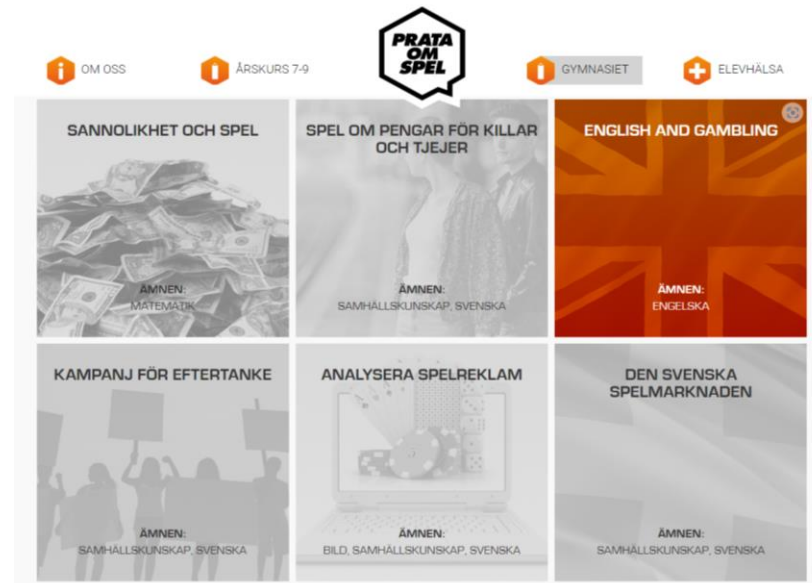 OM OSS
ÅRSKURS 7-9
PRATA
OM
SPEL
GYMNASIET
ELEVHÄLSA
SANNOLIKHET OCH SPEL
ÄMNEN:
MATEMATIK
SPEL OM PENGAR FÖR KILLAR
OCH TJEJER
ÄMNEN:
SAMHÄLLSKUNSKAP, SVENSKA
ENGLISH AND GAMBLING
ÄMNEN:
ENGELSKA
KAMPANJ FÖR EFTERTANKE
ÄMNEN:
SAMHÄLLSKUNSKAP, SVENSKA
ANALYSERA SPELREKLAM
ÄMNEN:
BILD, SAMHÄLLSKUNSKAP, SVENSKA
DEN SVENSKA
SPELMARKNADEN
ÄMNEN:
SAMHÄLLSKUNSKAP, SVENSKA